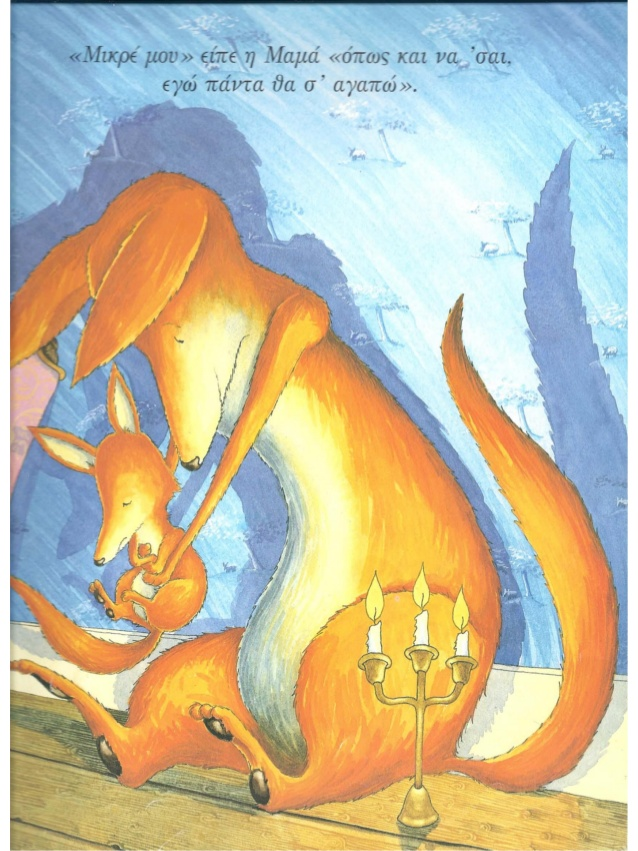 «Μικρέ μου» είπε η Μαμά «όπως και να ’σαι,
εγώ πάντα θα σ’ αγαπώ».